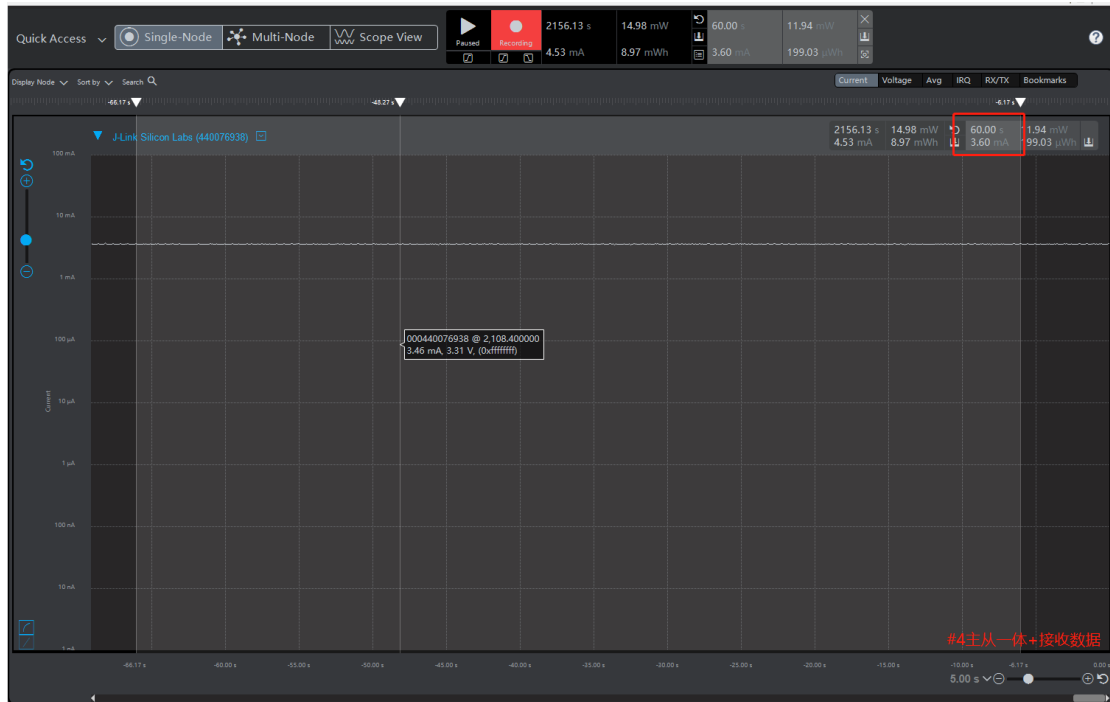 Quick Access
Single-Node
Multi-Node
Scope View
Paused
Recording
2156.13 s
14.98 mW
4.53 mA
8.97 mWh
60.00 s
11.94 mW
3.60 mA
199.03 µWh
?
Display Node
Sort by
Search
Current
Voltage
Avg
IRQ
RX/TX
Bookmarks
-66.17 s
-48.27 s
-6.17 s
J-Link Silicon Labs (440076938)
2156.13 s 14.98 mW
4.53 mA 8.97 mWh
60.00 s 11.94 mW
3.60 mA 199.03 µWh
100 mA
10 mA
1 mA
100 µA
10 µA
1 µA
100 nA
10 nA
1 nA
Current
000440076938 @ 2,108.400000
3.46 mA, 3.31 V, (0xffffffff)
#4主从一体+接收数据
-66.17 s
-60.00 s
-55.00 s
-50.00 s
-45.00 s
-40.00 s
-35.00 s
-30.00 s
-25.00 s
-20.00 s
-15.00 s
-10.00 s
-6.17 s
0.00 s
5.00 s